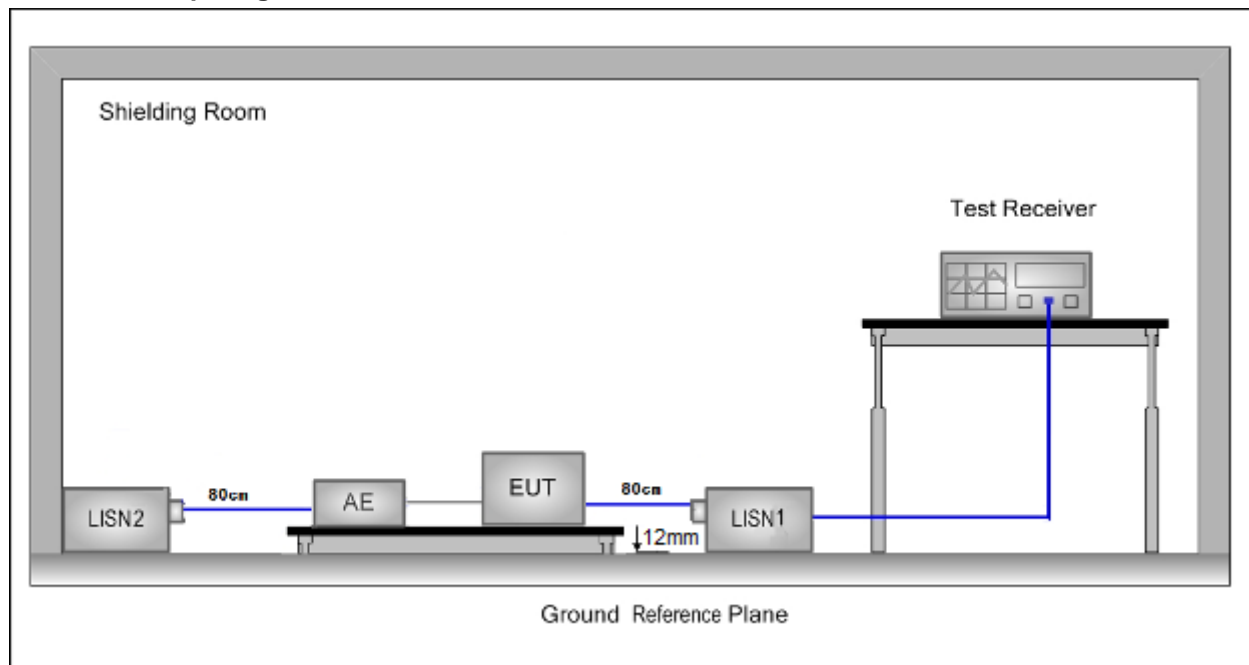 Shielding Room
Test Receiver
EUT
AE
80cm
80cm
LISN2
LISN1
12mm
Ground Reference Plane